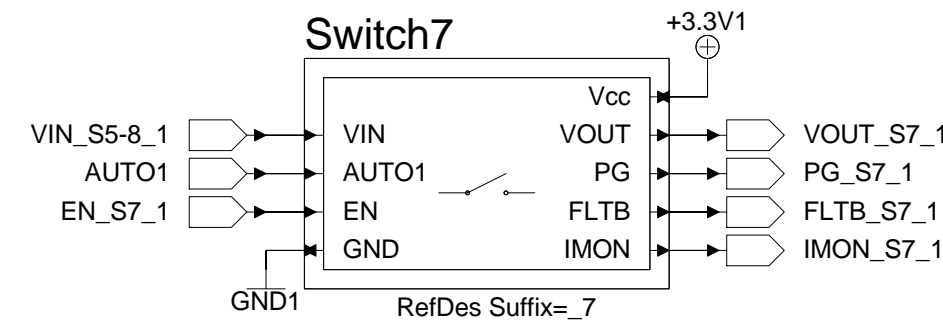 Switch7
+3.3V1
Vcc
VIN_S5-8_1 VIN VOUT VOUT_S7_1
AUTO1 AUTO1 PG PG_S7_1
EN_S7_1 EN FLTB FLTB_S7_1
GND IMON IMON_S7_1
GND1
RefDes Suffix=_7